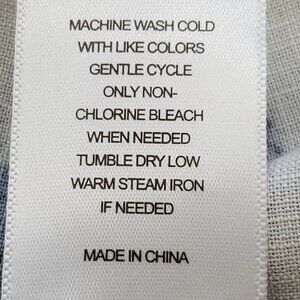 MACHINE WASH COLD
WITH LIKE COLORS
GENTLE CYCLE
ONLY NON-
CHLORINE BLEACH
WHEN NEEDED
TUMBLE DRY LOW
WARM STEAM IRON
IF NEEDED
MADE IN CHINA